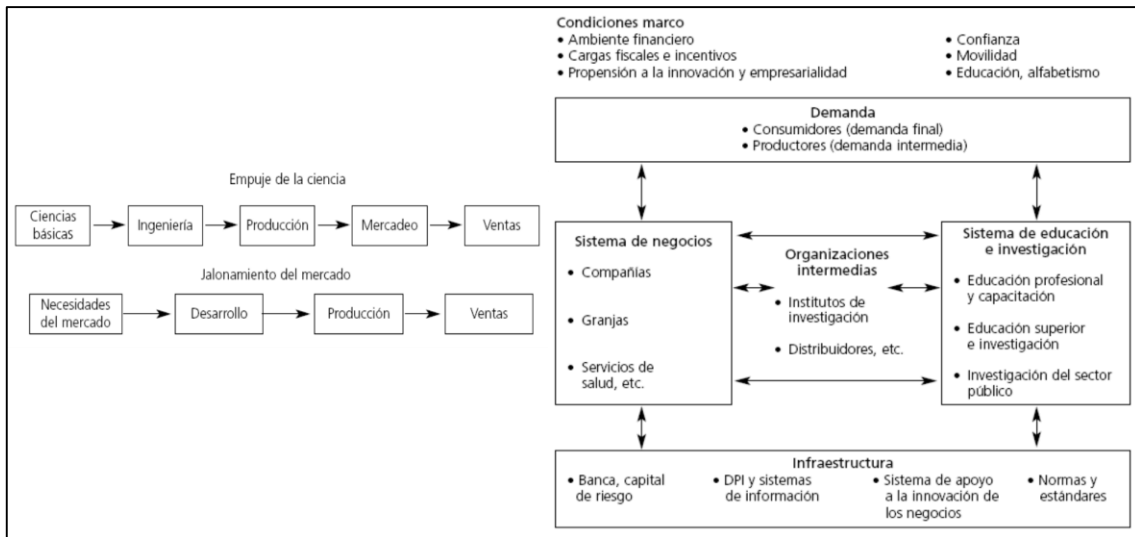 Empuje de la ciencia
Ciencias
básicas
Ingeniería
Producción
Mercadeo
Ventas
Jalonamiento del mercado
Necesidades
del mercado
Desarrollo
Producción
Ventas
Condiciones marco
• Ambiente financiero
• Cargas fiscales e incentivos
• Propensión a la innovación y empresarialidad
• Confianza
• Movilidad
• Educación, alfabetismo
Demanda
• Consumidores (demanda final)
• Productores (demanda intermedia)
Sistema de negocios
• Compañías
• Granjas
• Servicios de
salud, etc.
Organizaciones
intermedias
• Institutos de
investigación
• Distribuidores, etc.
Sistema de educación
e investigación
• Educación profesional
y capacitación
• Educación superior
e investigación
• Investigación del sector
público
Infraestructura
• Banca, capital
de riesgo
• DPI y sistemas
de información
• Sistema de apoyo
a la innovación de
los negocios
• Normas y
estándares